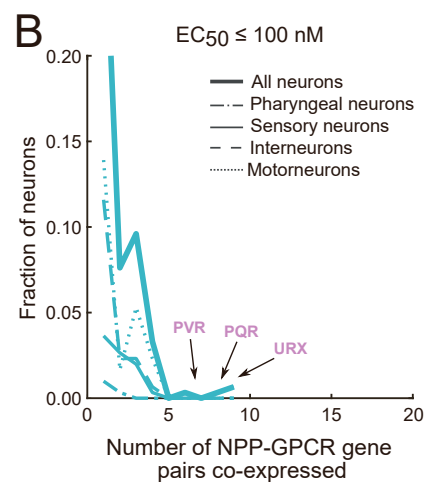 B
EC50 ≤ 100 nM
0.20
0.15
0.10
0.05
0.00
Fraction of neurons
All neurons
Pharyngeal neurons
Sensory neurons
Interneurons
Motorneurons
PVR
PQR
URX
0
5
10
15
20
Number of NPP-GPCR gene
pairs co-expressed